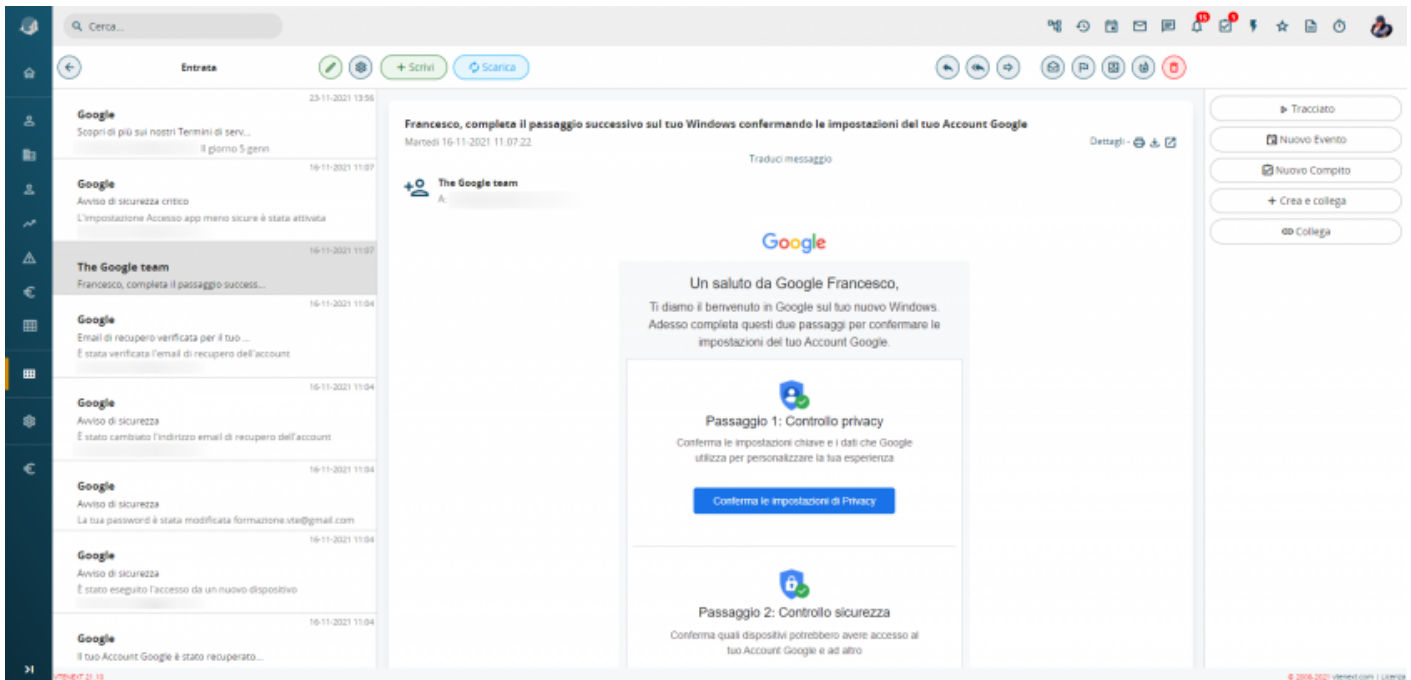 Cerca...
15
1
Entrata
+ Scrivi
Scarica
23-11-2021 13:56
Google
Scopri di più sui nostri Termini di serv...
Il giorno 5 genn
16-11-2021 11:07
Google
Avviso di sicurezza critico
L'impostazione Accesso app meno sicure è stata attivata
16-11-2021 11:07
The Google team
Francesco, completa il passaggio success...
16-11-2021 11:04
Google
Email di recupero verificata per il tuo ...
È stata verificata l'email di recupero dell'account
16-11-2021 11:04
Google
Avviso di sicurezza
È stato cambiato l'indirizzo email di recupero dell'account
16-11-2021 11:04
Google
Avviso di sicurezza
La tua password è stata modificata formazione.vte@gmail.com
16-11-2021 11:04
Google
Avviso di sicurezza
È stato eseguito l'accesso da un nuovo dispositivo
16-11-2021 11:04
Google
Il tuo Account Google è stato recuperato...
Francesco, completa il passaggio successivo sul tuo Windows confermando le impostazioni del tuo Account Google
Martedì 16-11-2021 11:07:22
Dettagli -
Traduci messaggio
The Google team
A:
Google
Un saluto da Google Francesco,
Ti diamo il benvenuto in Google sul tuo nuovo Windows.
Adesso completa questi due passaggi per confermare le
impostazioni del tuo Account Google.
Passaggio 1: Controllo privacy
Conferma le impostazioni chiave e i dati che Google
utilizza per personalizzare la tua esperienza
Conferma le impostazioni di Privacy
Passaggio 2: Controllo sicurezza
Conferma quali dispositivi potrebbero avere accesso al
tuo Account Google e ad altro
Tracciato
Nuovo Evento
Nuovo Compito
+ Crea e collega
Collega
VTENEXT 21.10
© 2008-2021 vtenext.com | Licenza